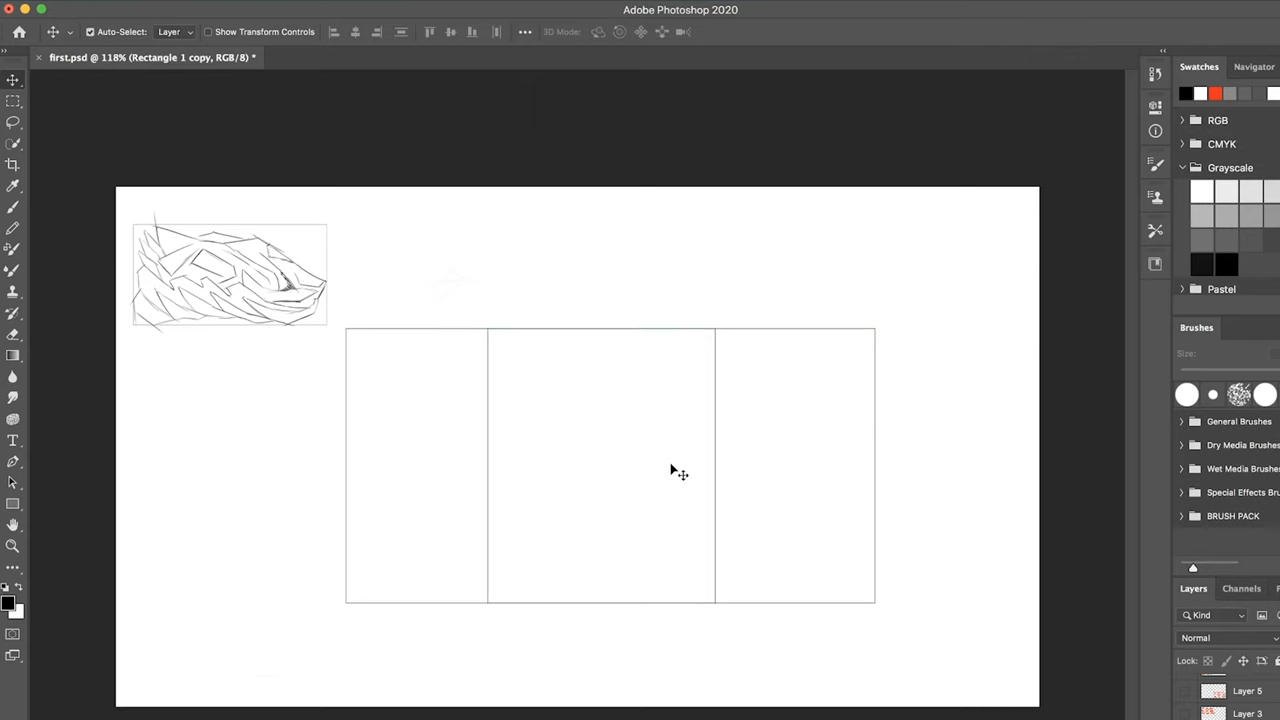 Adobe Photoshop 2020
Auto-Select: Layer Show Transform Controls 3D Mode:
first.psd @ 118% (Rectangle 1 copy, RGB/8) *
Swatches Navigator
RGB
CMYK
Grayscale
Pastel
Brushes
Size:
General Brushes
Dry Media Brushes
Wet Media Brushes
Special Effects Bru
BRUSH PACK
Layers Channels
Kind
Normal
Lock:
Layer 5
Layer 3